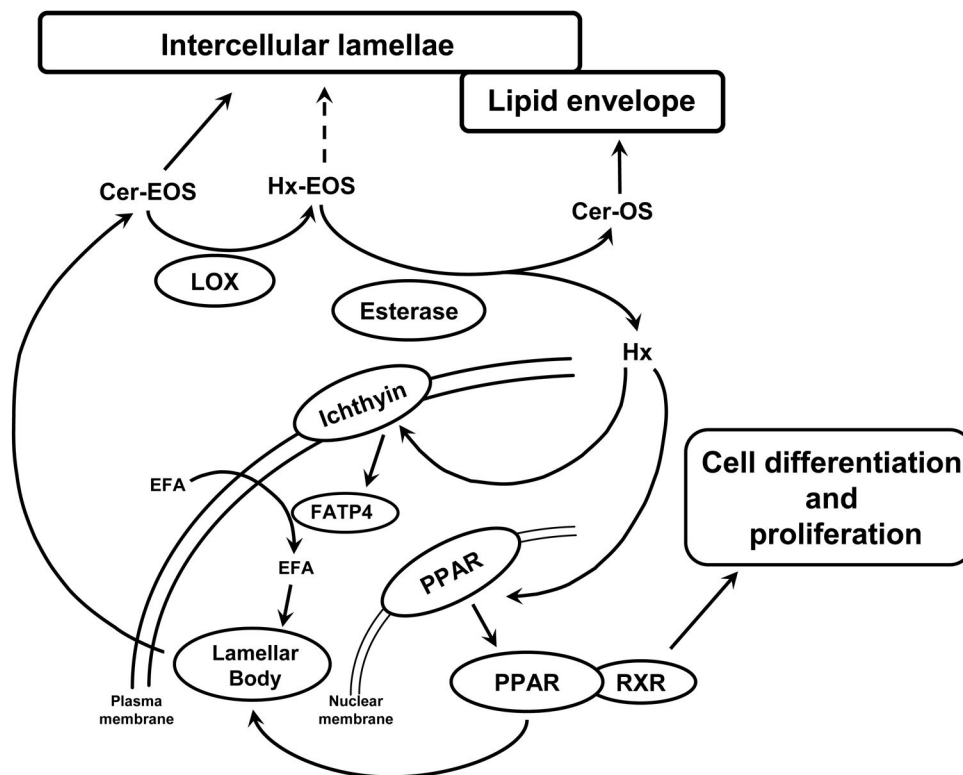 Intercellular lamellae
Lipid envelope
Cer-EOS
Hx-EOS
Cer-OS
LOX
Esterase
Hx
Ichthyin
EFA
FATP4
EFA
Cell differentiation
and
proliferation
PPAR
Lamellar
Body
PPAR
RXR
Plasma
membrane
Nuclear
membrane